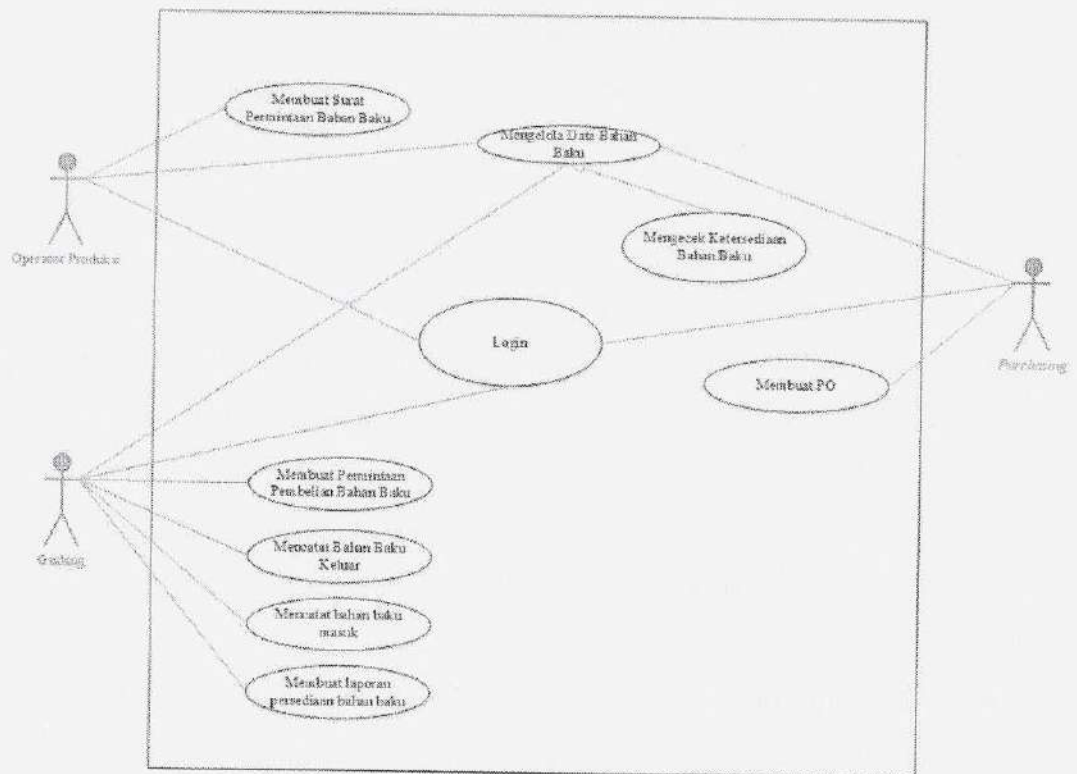 Membuat Surat
Permintaan Bahan Baku
Mengelola Data Bahan
Baku
Mengecek Ketersediaan
Bahan Baku
Operator Produksi
Login
Purchasing
Membuat PO
Membuat Permintaan
Pembelian Bahan Baku
Gudang
Mencatat Bahan Baku
Keluar
Mencatat bahan baku
masuk
Membuat laporan
persediaan bahan baku